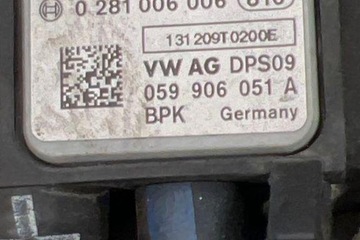 0 281 006 006
131209T0200E
VW AG DPS09
059 906 051 A
BPK Germany